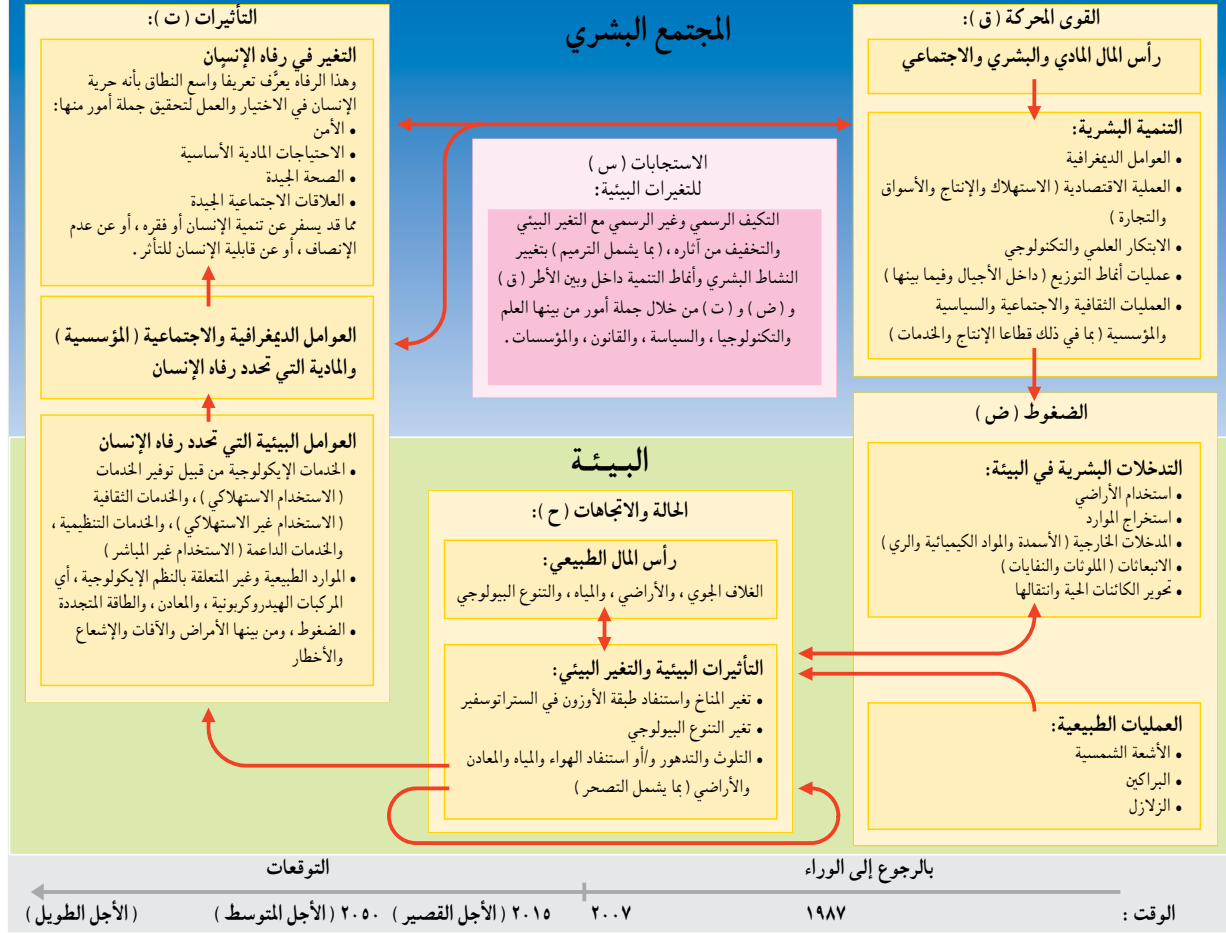 المجتمع البشري
القوى المحركة (ق):
رأس المال المادي والبشري والاجتماعي
التنمية البشرية:
• العوامل الديمغرافية
• العملية الاقتصادية (الاستهلاك والإنتاج والأسواق
والتجارة)
• الابتكار العلمي والتكنولوجي
• عمليات أنماط التوزيع (داخل الأجيال وفيما بينها)
• العمليات الثقافية والاجتماعية والسياسية
والمؤسسية (بما في ذلك قطاعا الإنتاج والخدمات)
الضغوط (ض)
التدخلات البشرية في البيئة:
• استخدام الأراضي
• استخراج الموارد
• المدخلات الخارجية (الأسمدة والمواد الكيميائية والري)
• الانبعاثات (الملوثات والنفايات)
• تحوير الكائنات الحية وانتقالها
العمليات الطبيعية:
• الأشعة الشمسية
• البراكين
• الزلازل
الاستجابات (س)
للتغيرات البيئية:
التكيف الرسمي وغير الرسمي مع التغير البيئي
والتخفيف من آثاره، (بما يشمل الترميم) بتغيير
النشاط البشري وأنماط التنمية داخل وبين الأطر (ق)
و (ض) و (ت) من خلال جملة أمور من بينها العلم
والتكنولوجيا، والسياسة، والقانون، والمؤسسات.
البيئة
الحالة والاتجاهات (ح):
رأس المال الطبيعي:
الغلاف الجوي، والأراضي، والمياه، والتنوع البيولوجي
التأثيرات البيئية والتغير البيئي:
• تغير المناخ واستنفاد طبقة الأوزون في الستراتوسفير
• تغير التنوع البيولوجي
• التلوث والتدهور و/أو استنفاد الهواء والمياه والمعادن
والأراضي (بما يشمل التصحر)
التأثيرات (ت):
التغير في رفاه الإنسان
وهذا الرفاه يعرَّف تعريفاً واسع النطاق بأنه حرية
الإنسان في الاختيار والعمل لتحقيق جملة أمور منها:
• الأمن
• الاحتياجات المادية الأساسية
• الصحة الجيدة
• العلاقات الاجتماعية الجيدة
مما قد يسفر عن تنمية الإنسان أو فقره، أو عن عدم
الإنصاف، أو عن قابلية الإنسان للتأثر.
العوامل الديمغرافية والاجتماعية (المؤسسية)
والمادية التي تحدد رفاه الإنسان
العوامل البيئية التي تحدد رفاه الإنسان
• الخدمات الإيكولوجية من قبيل توفير الخدمات
(الاستخدام الاستهلاكي)، والخدمات الثقافية
(الاستخدام غير الاستهلاكي)، والخدمات التنظيمية،
والخدمات الداعمة (الاستخدام غير المباشر)
• الموارد الطبيعية وغير المتعلقة بالنظم الإيكولوجية، أي
المركبات الهيدروكربونية، والمعادن، والطاقة المتجددة
• الضغوط، ومن بينها الأمراض والآفات والإشعاع
والأخطار
بالرجوع إلى الوراء
التوقعات
الوقت: ١٩٨٧ ٢٠٠٧ ٢٠١٥ (الأجل القصير) ٢٠٥٠ (الأجل المتوسط) (الأجل الطويل)